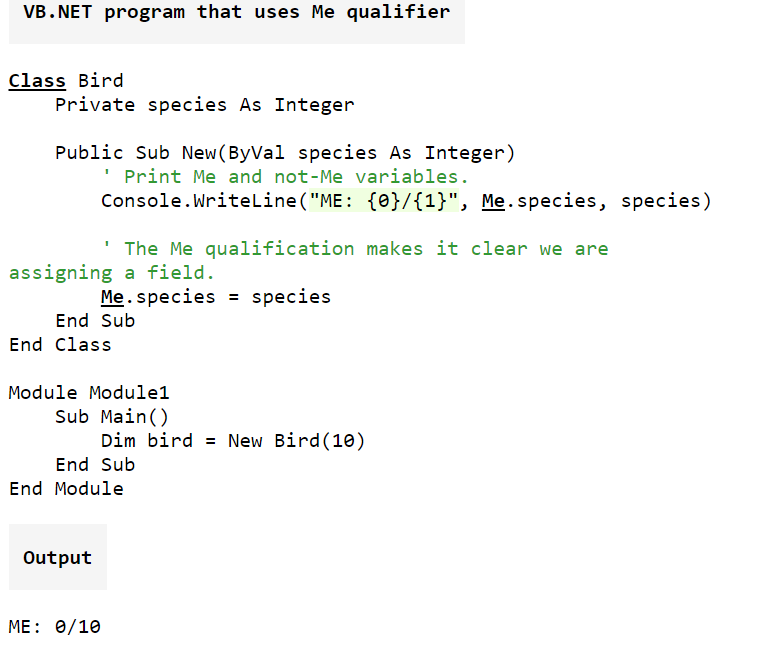 VB.NET program that uses Me qualifier
Class Bird
    Private species As Integer
    Public Sub New(ByVal species As Integer)
        ' Print Me and not-Me variables.
        Console.WriteLine("ME: {0}/{1}", Me.species, species)
        ' The Me qualification makes it clear we are
assigning a field.
        Me.species = species
    End Sub
End Class
Module Module1
    Sub Main()
        Dim bird = New Bird(10)
    End Sub
End Module
Output
ME: 0/10